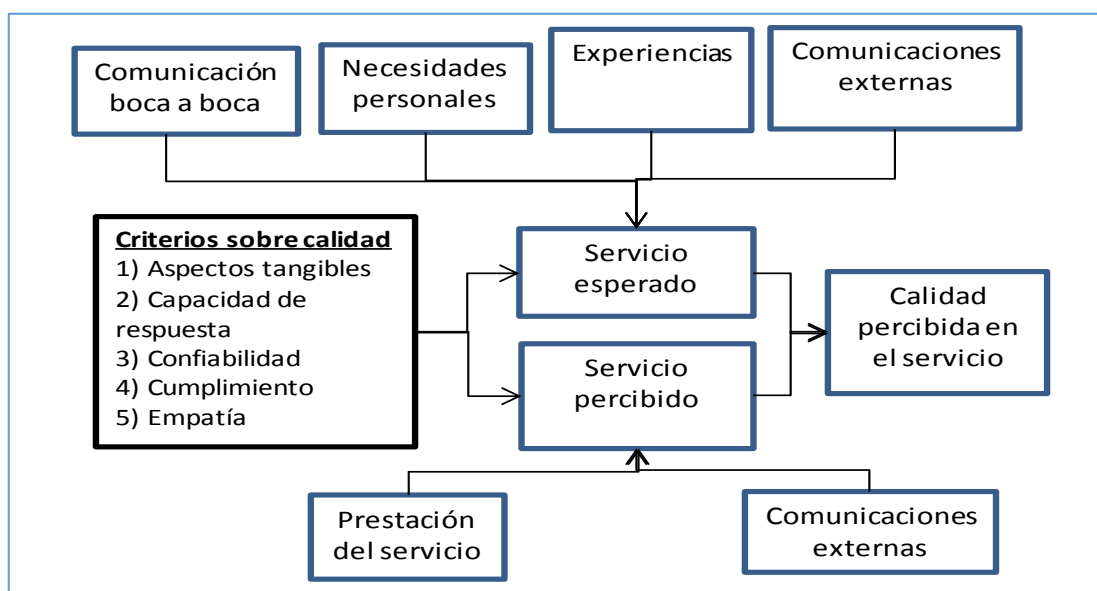 Comunicación
boca a boca
Necesidades
personales
Experiencias
Comunicaciones
externas
Criterios sobre calidad
1) Aspectos tangibles
2) Capacidad de
respuesta
3) Confiabilidad
4) Cumplimiento
5) Empatía
Servicio
esperado
Servicio
percibido
Calidad
percibida en
el servicio
Prestación
del servicio
Comunicaciones
externas